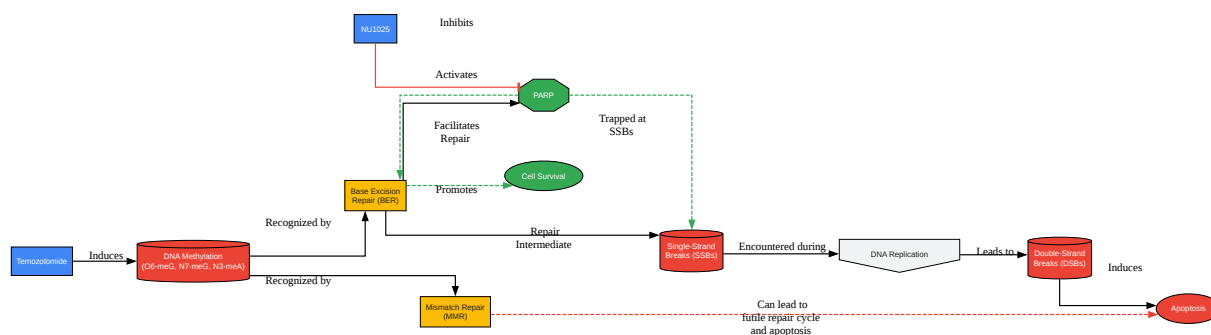 Inhibits
NU1025
Activates
PARP
Facilitates
Repair
Trapped at
SSBs
Cell Survival
Promotes
Base Excision
Repair (BER)
Recognized by
Repair
Intermediate
Induces
Temozolomide
DNA Methylation
(O6-meG, N7-meG, N3-meA)
Single-Strand
Breaks (SSBs)
Encountered during
DNA Replication
Leads to
Double-Strand
Breaks (DSBs)
Induces
Recognized by
Mismatch Repair
(MMR)
Can lead to
futile repair cycle
and apoptosis
Apoptosis